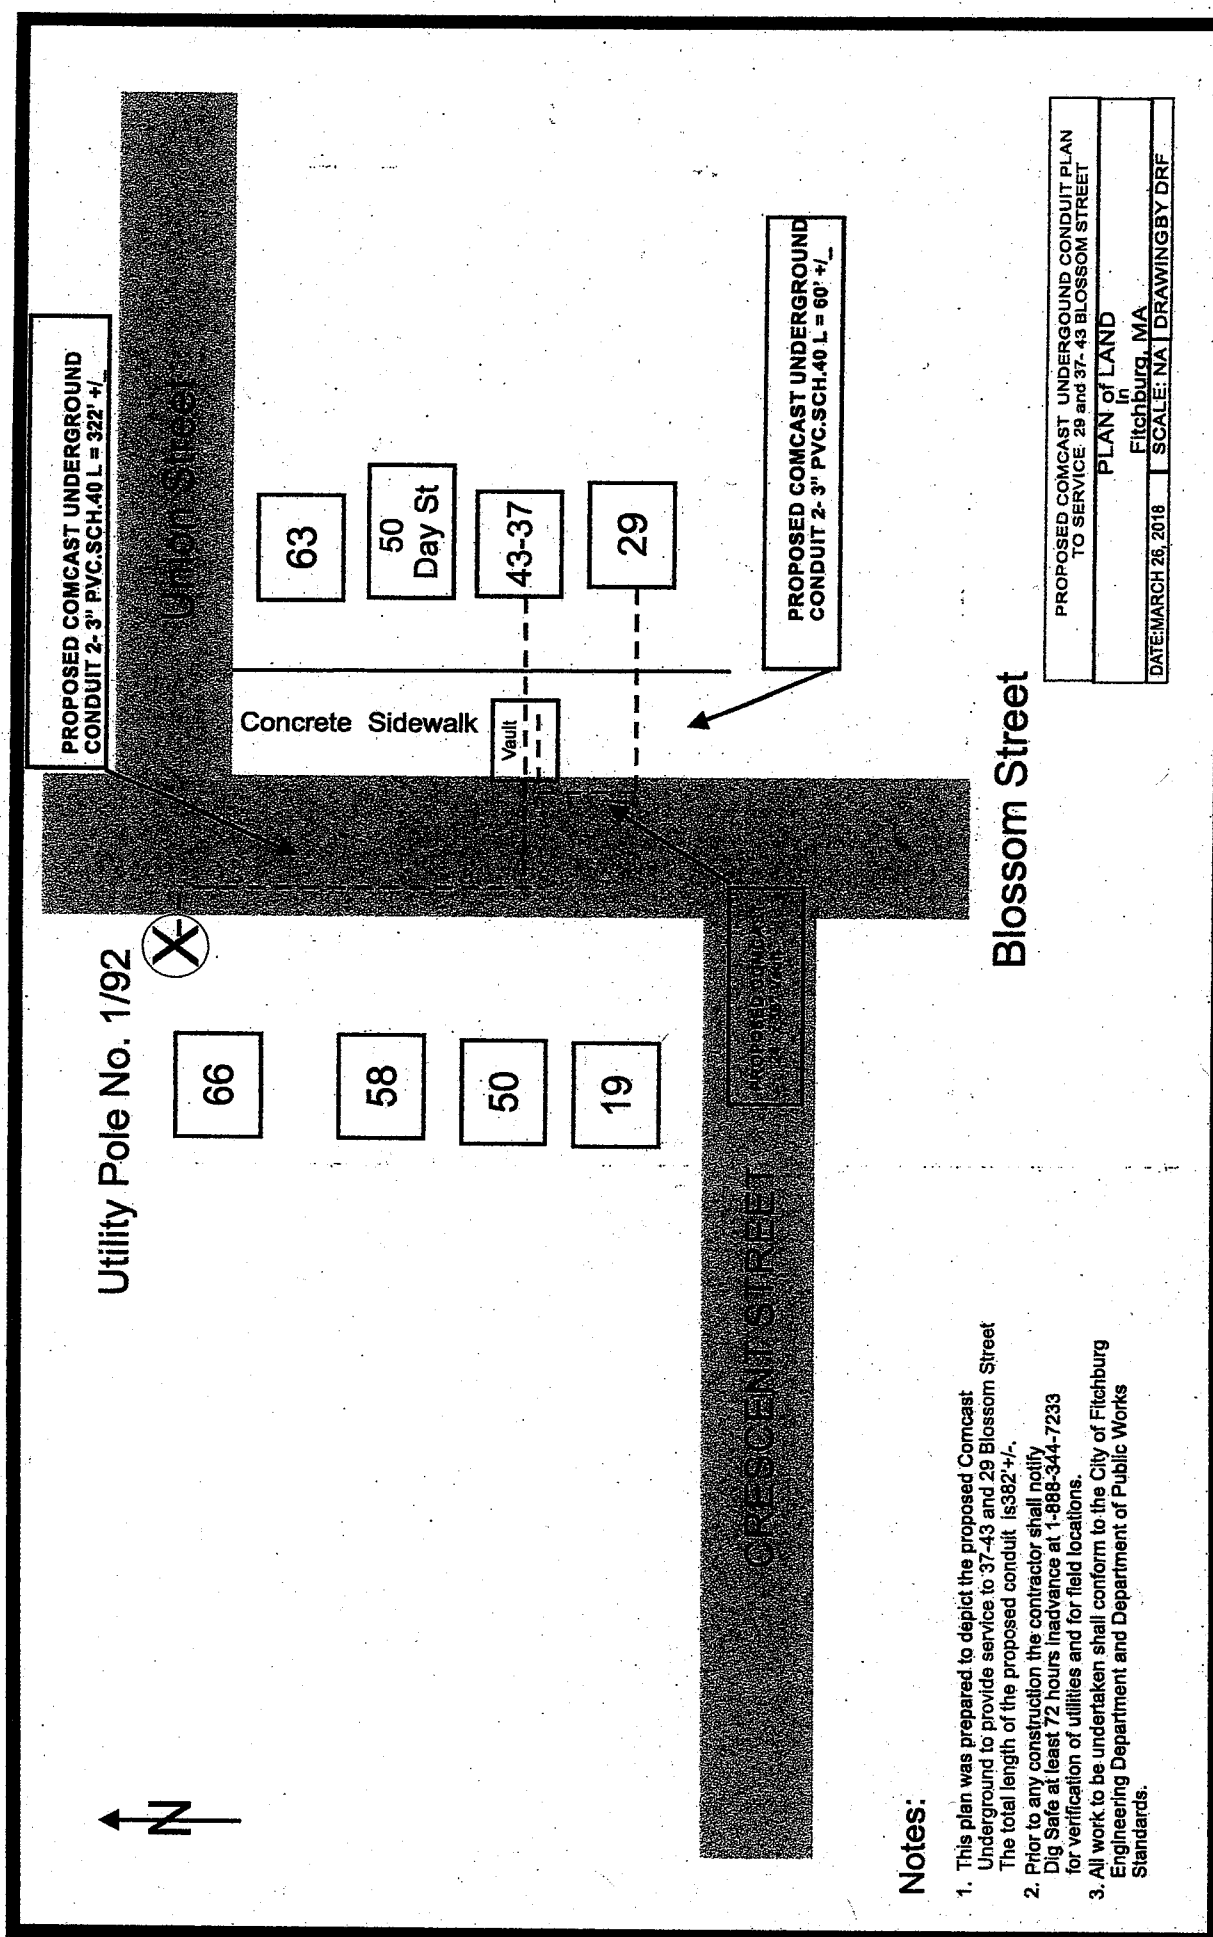 PROPOSED COMCAST UNDERGROUND
CONDUIT 2- 3" PVC.SCH.40 L = 322' +/_
Utility Pole No. 1/92
X
Union Street
66
58
50
19
63
50
Day St
43-37
29
Concrete Sidewalk
Vault
PROPOSED COMCAST UNDERGROUND
CONDUIT 2- 3" PVC.SCH.40 L = 60' +/_
PROPOSED COMCAST
CRESCENT STREET
Blossom Street
N
Notes:
1. This plan was prepared to depict the proposed Comcast
Underground to provide service to 37-43 and 29 Blossom Street
The total length of the proposed conduit is382'+/-.
2. Prior to any construction the contractor shall notify
Dig Safe at least 72 hours inadvance at 1-888-344-7233
for verification of utilities and for field locations.
3. All work to be undertaken shall conform to the City of Fitchburg
Engineering Department and Department of Public Works
Standards.
PROPOSED COMCAST UNDERGOUND CONDUIT PLAN
TO SERVICE 29 and 37- 43 BLOSSOM STREET
PLAN of LAND
In
Fitchburg, MA
DATE:MARCH 26, 2018 SCALE: NA DRAWINGBY DRF